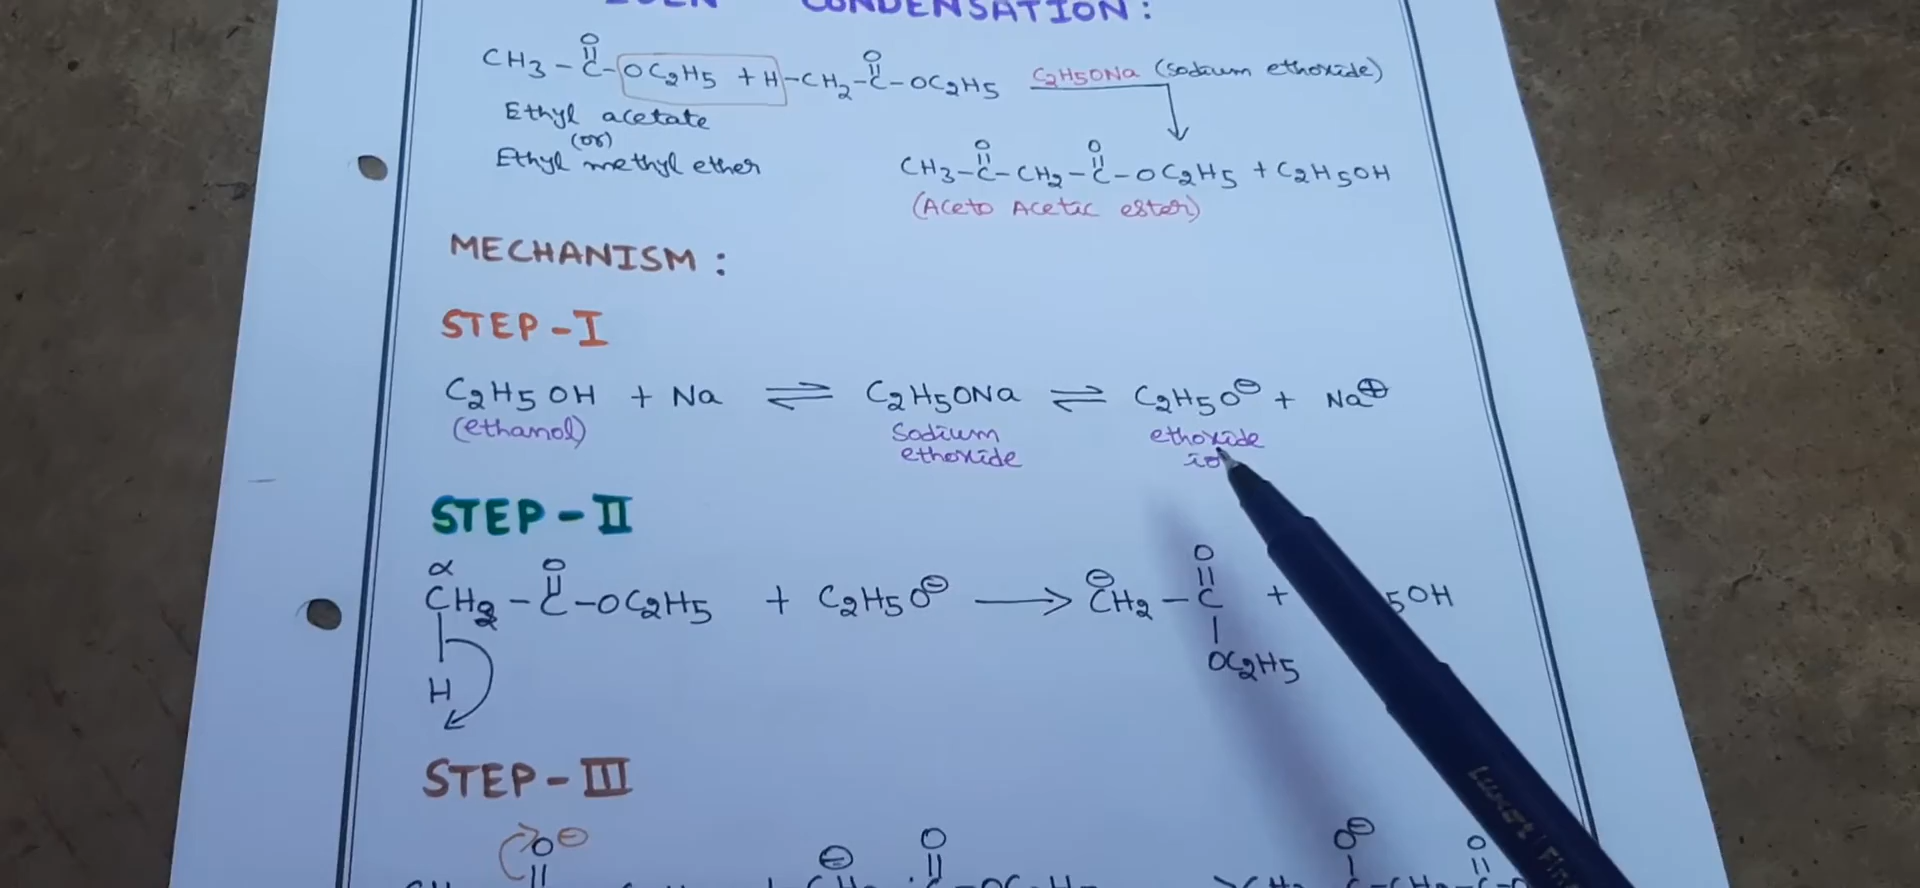 CONDENSATION:
O O
CH3 - C - OC2H5 + H - CH2 - C - OC2H5 C2H5ONa (sodium ethoxide)
Ethyl acetate
(or)
Ethyl methyl ether
O O
CH3 - C - CH2 - C - OC2H5 + C2H5OH
(Aceto Acetic ester)
MECHANISM :
STEP - I
C2H5OH + Na ⇌ C2H5ONa ⇌ C2H5O⊖ + Na⊕
(ethanol) Sodium ethoxide
ethoxide
STEP - II
α O O
CH2 - C - OC2H5 + C2H5O⊖ → ⊖CH2 - C + 5OH
H OC2H5
STEP - III
O⊖ ⊖ O O⊖ O